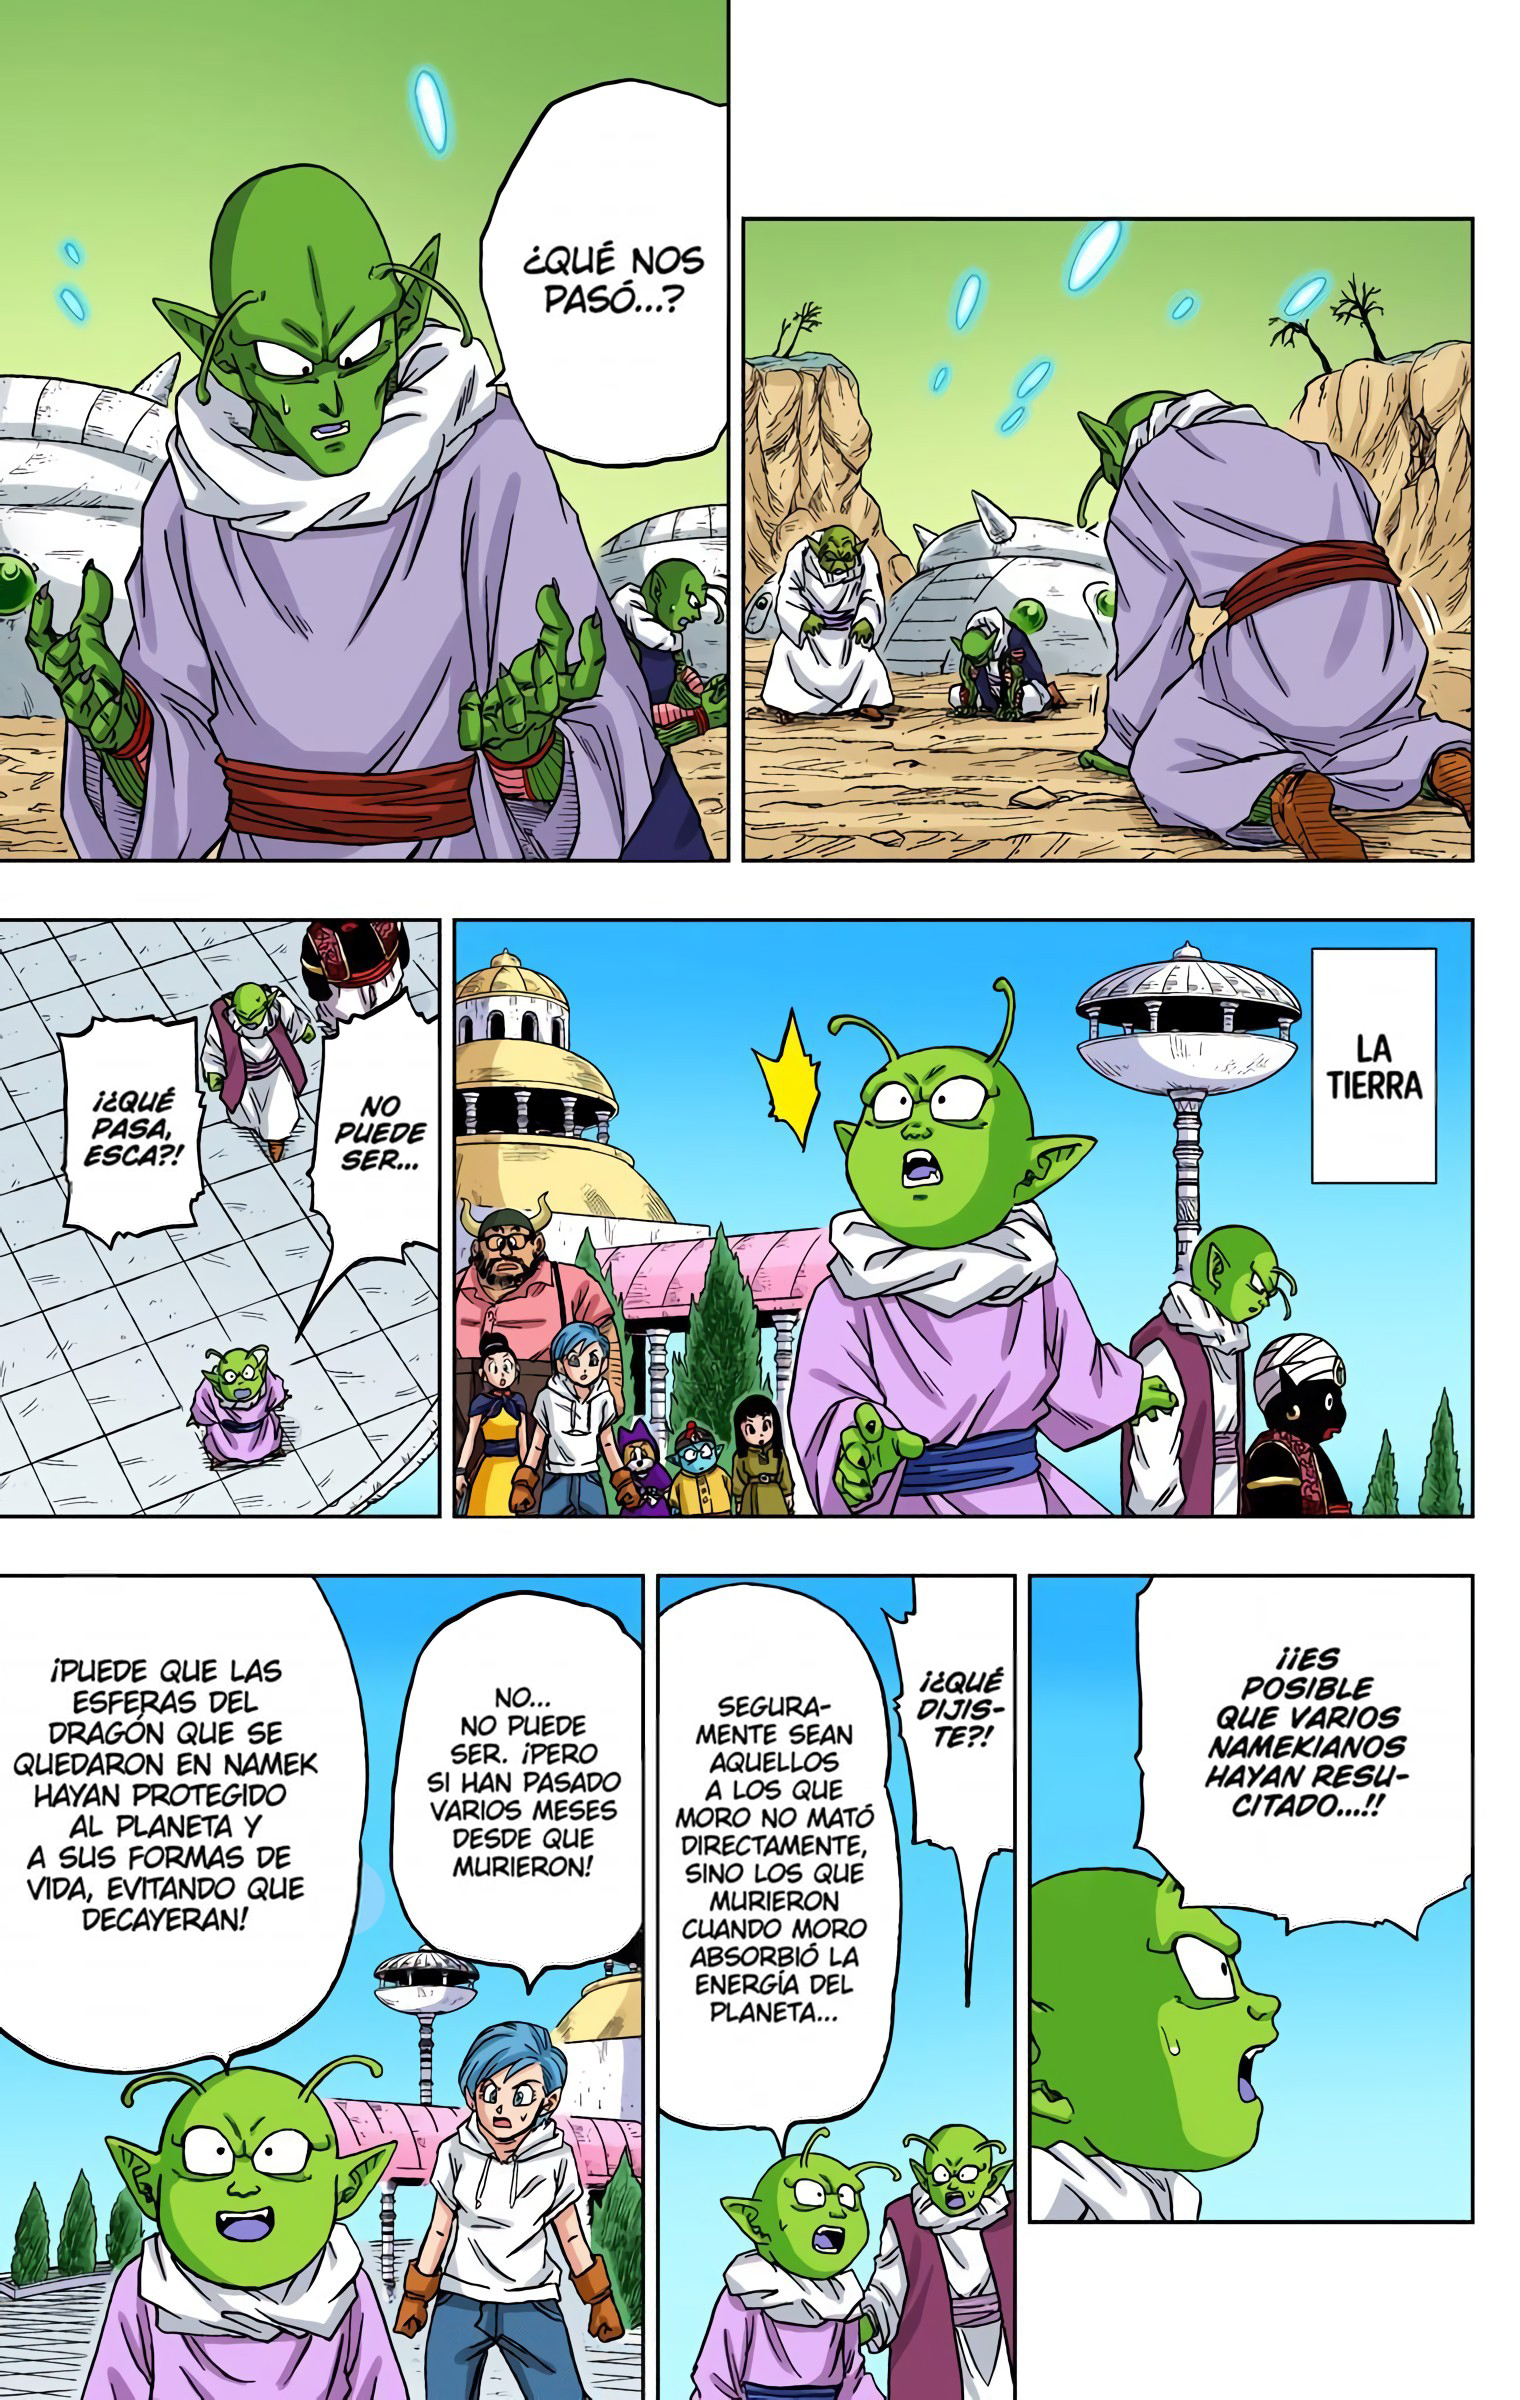 ¿QUÉ NOS
PASÓ...?
LA
TIERRA
NO
PUEDE
SER...
¡¿QUÉ
PASA,
ESCA?!
¡¡ES
POSIBLE
QUE VARIOS
NAMEKIANOS
HAYAN RESU-
CITADO...!!
¡¿QUÉ
DIJIS-
TE?!
SEGURA-
MENTE SEAN
AQUELLOS
A LOS QUE
MORO NO MATÓ
DIRECTAMENTE,
SINO LOS QUE
MURIERON
CUANDO MORO
ABSORBIÓ LA
ENERGÍA DEL
PLANETA...
NO...
NO PUEDE
SER. ¡PERO
SI HAN PASADO
VARIOS MESES
DESDE QUE
MURIERON!
¡PUEDE QUE LAS
ESFERAS DEL
DRAGÓN QUE SE
QUEDARON EN NAMEK
HAYAN PROTEGIDO
AL PLANETA Y
A SUS FORMAS DE
VIDA, EVITANDO QUE
DECAYERAN!